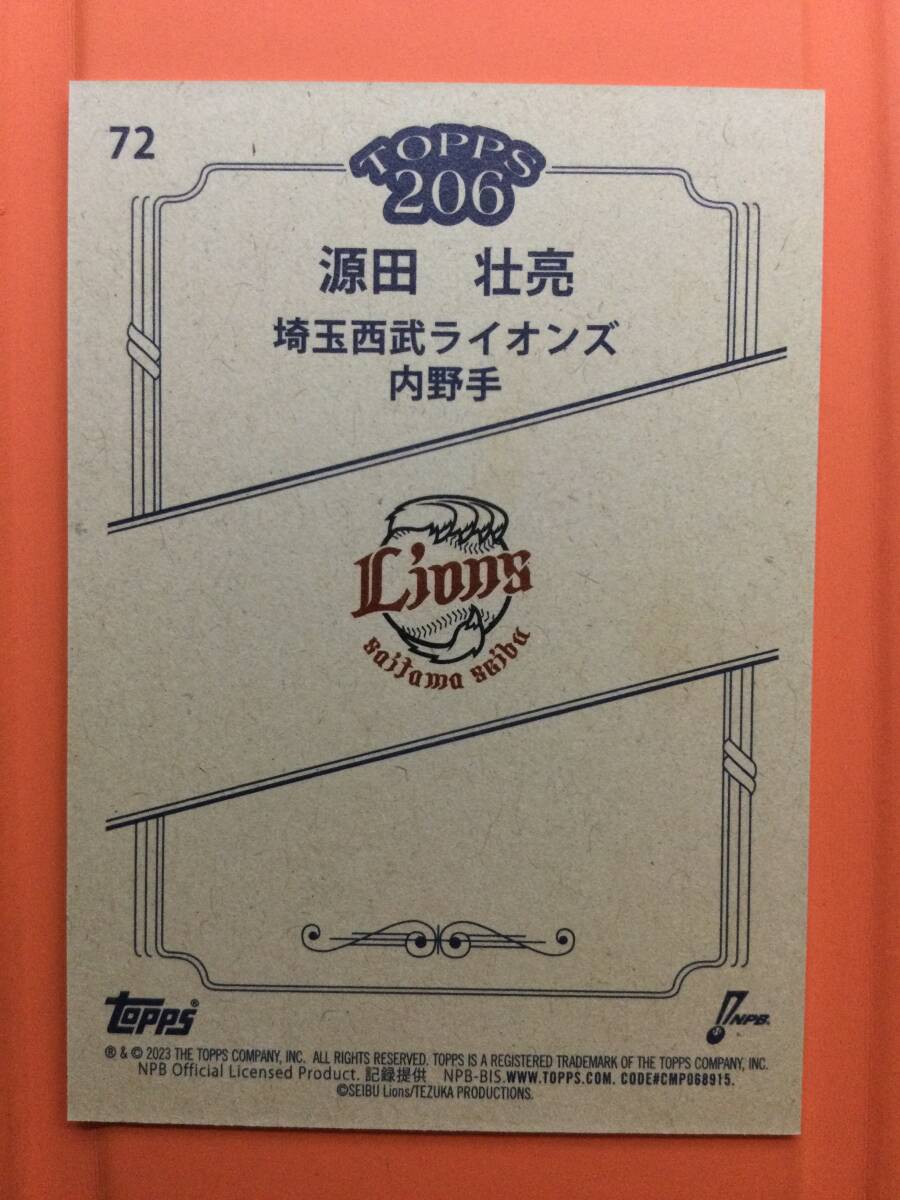 72
TOPPS
206
源田 壮亮
埼玉西武ライオンズ
内野手
Lions
saitama seibu
Topps®
NPB.
® & © 2023 THE TOPPS COMPANY, INC. ALL RIGHTS RESERVED. TOPPS IS A REGISTERED TRADEMARK OF THE TOPPS COMPANY, INC.
NPB Official Licensed Product. 記録提供 NPB-BIS.WWW.TOPPS.COM. CODE#CMP068915.
©SEIBU Lions/TEZUKA PRODUCTIONS.